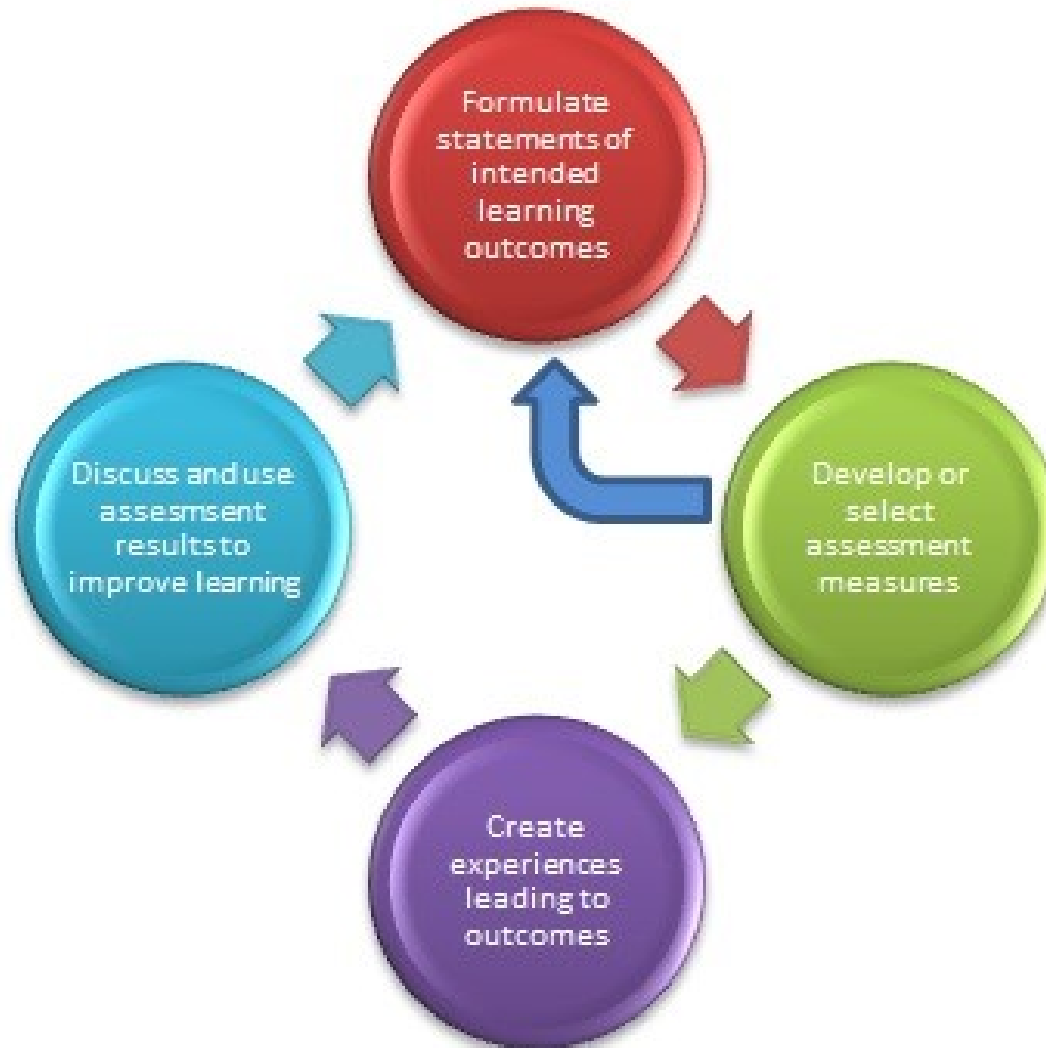 Formulate
statements of
intended
learning
outcomes
Develop or
select
assessment
measures
Create
experiences
leading to
outcomes
Discuss and use
assesmsent
results to
improve learning